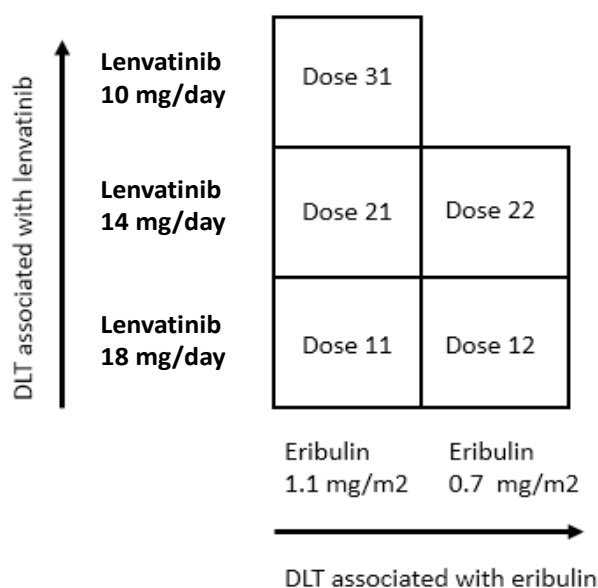 DLT associated with lenvatinib
Lenvatinib
10 mg/day
Dose 31
Lenvatinib
14 mg/day
Dose 21
Dose 22
Lenvatinib
18 mg/day
Dose 11
Dose 12
Eribulin
1.1 mg/m2
Eribulin
0.7 mg/m2
DLT associated with eribulin